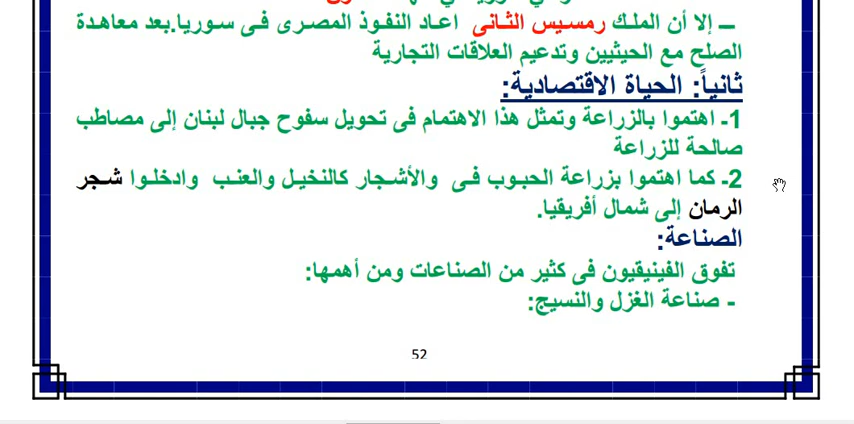 ــ إلا أن الملك رمسيس الثانى اعاد النفوذ المصرى فى سوريا.بعد معاهدة
الصلح مع الحيثيين وتدعيم العلاقات التجارية
ثانياً: الحياة الاقتصادية:
1- اهتموا بالزراعة وتمثل هذا الاهتمام فى تحويل سفوح جبال لبنان إلى مصاطب
صالحة للزراعة
2- كما اهتموا بزراعة الحبوب فى والأشجار كالنخيل والعنب وادخلوا شجر
الرمان إلى شمال أفريقيا.
الصناعة:
تفوق الفينيقيون فى كثير من الصناعات ومن أهمها:
- صناعة الغزل والنسيج:
52